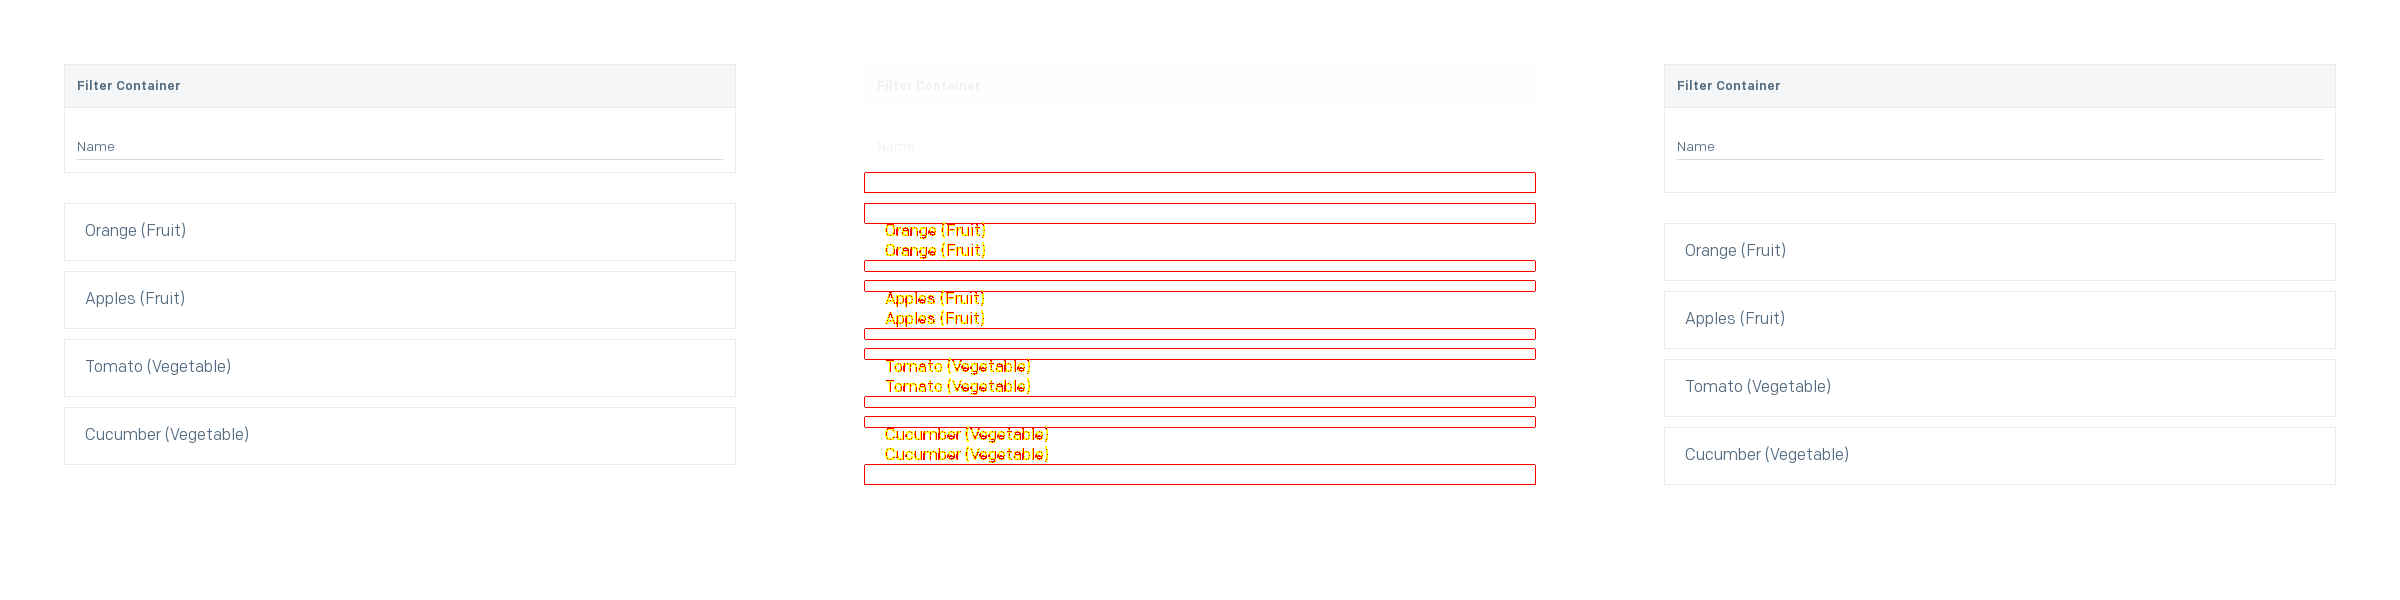 Filter Container
Name
Orange (Fruit)
Apples (Fruit)
Tomato (Vegetable)
Cucumber (Vegetable)
Filter Container
Name
Orange (Fruit)
Orange (Fruit)
Apples (Fruit)
Apples (Fruit)
Tomato (Vegetable)
Tomato (Vegetable)
Cucumber (Vegetable)
Cucumber (Vegetable)
Filter Container
Name
Orange (Fruit)
Apples (Fruit)
Tomato (Vegetable)
Cucumber (Vegetable)